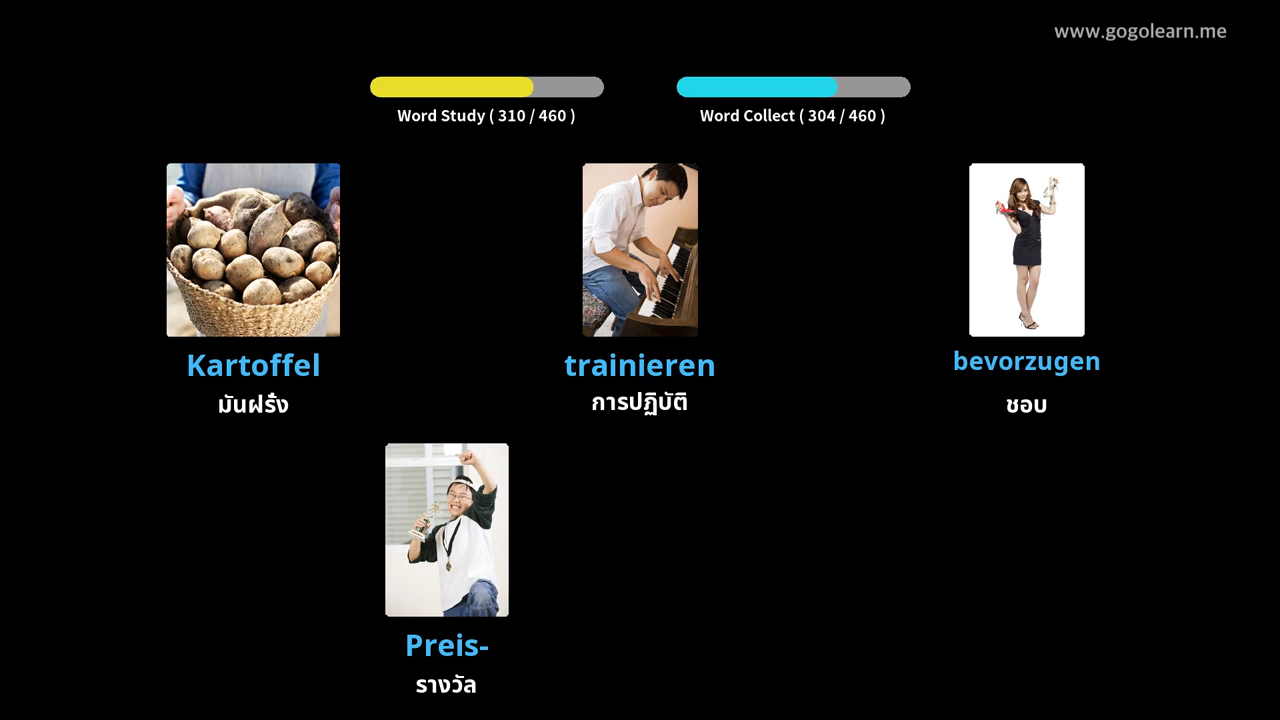 www.gogolearn.me
Word Study ( 310 / 460 )
Word Collect ( 304 / 460 )
Kartoffel
มันฝรั่ง
trainieren
การปฏิบัติ
bevorzugen
ชอบ
Preis-
รางวัล